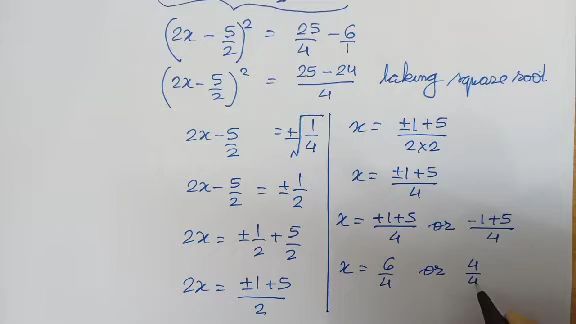 (2x - 5/2)² = 25/4 - 6/1
(2x - 5/2)² = (25 - 24)/4 taking square root.
2x - 5/2 = ±√(1/4)
2x - 5/2 = ±1/2
2x = ±1/2 + 5/2
2x = (±1 + 5)/2
x = (±1 + 5)/(2×2)
x = (±1 + 5)/4
x = (+1+5)/4 or (-1+5)/4
x = 6/4 or 4/4